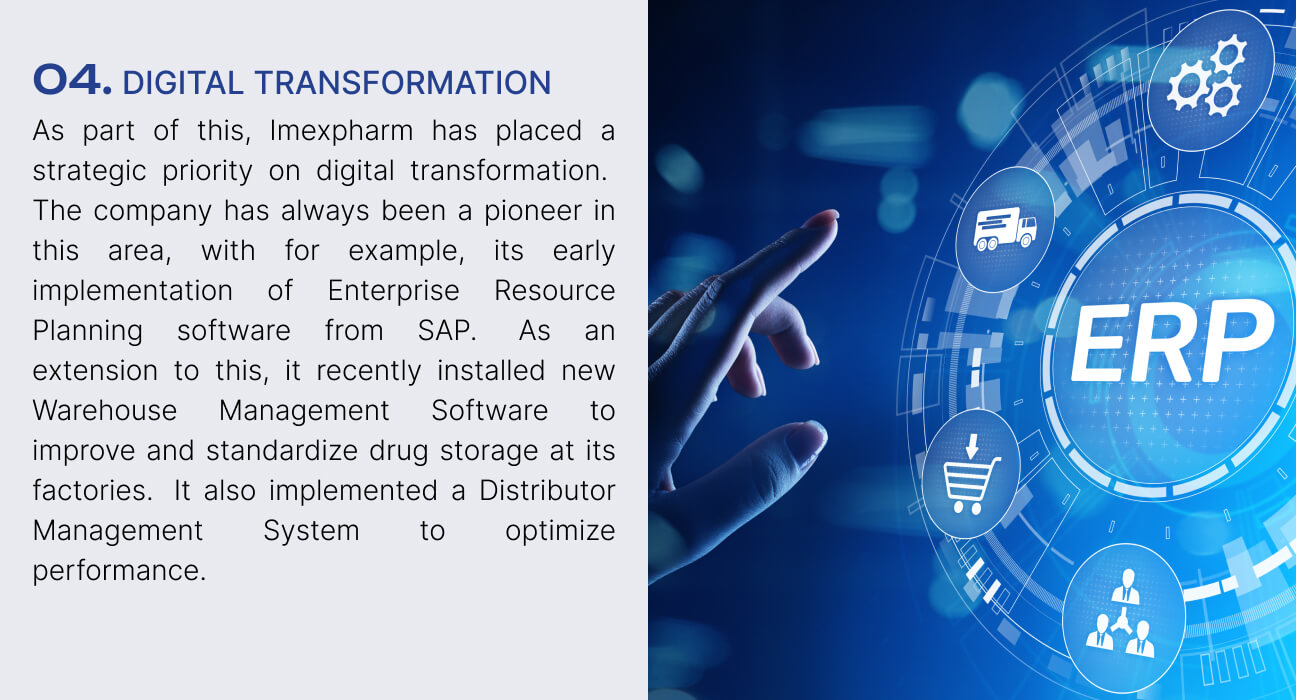 04. DIGITAL TRANSFORMATION
As part of this, Imexpharm has placed a
strategic priority on digital transformation.
The company has always been a pioneer in
this area, with for example, its early
implementation of Enterprise Resource
Planning software from SAP. As an
extension to this, it recently installed new
Warehouse Management Software to
improve and standardize drug storage at its
factories. It also implemented a Distributor
Management System to optimize
performance.
ERP